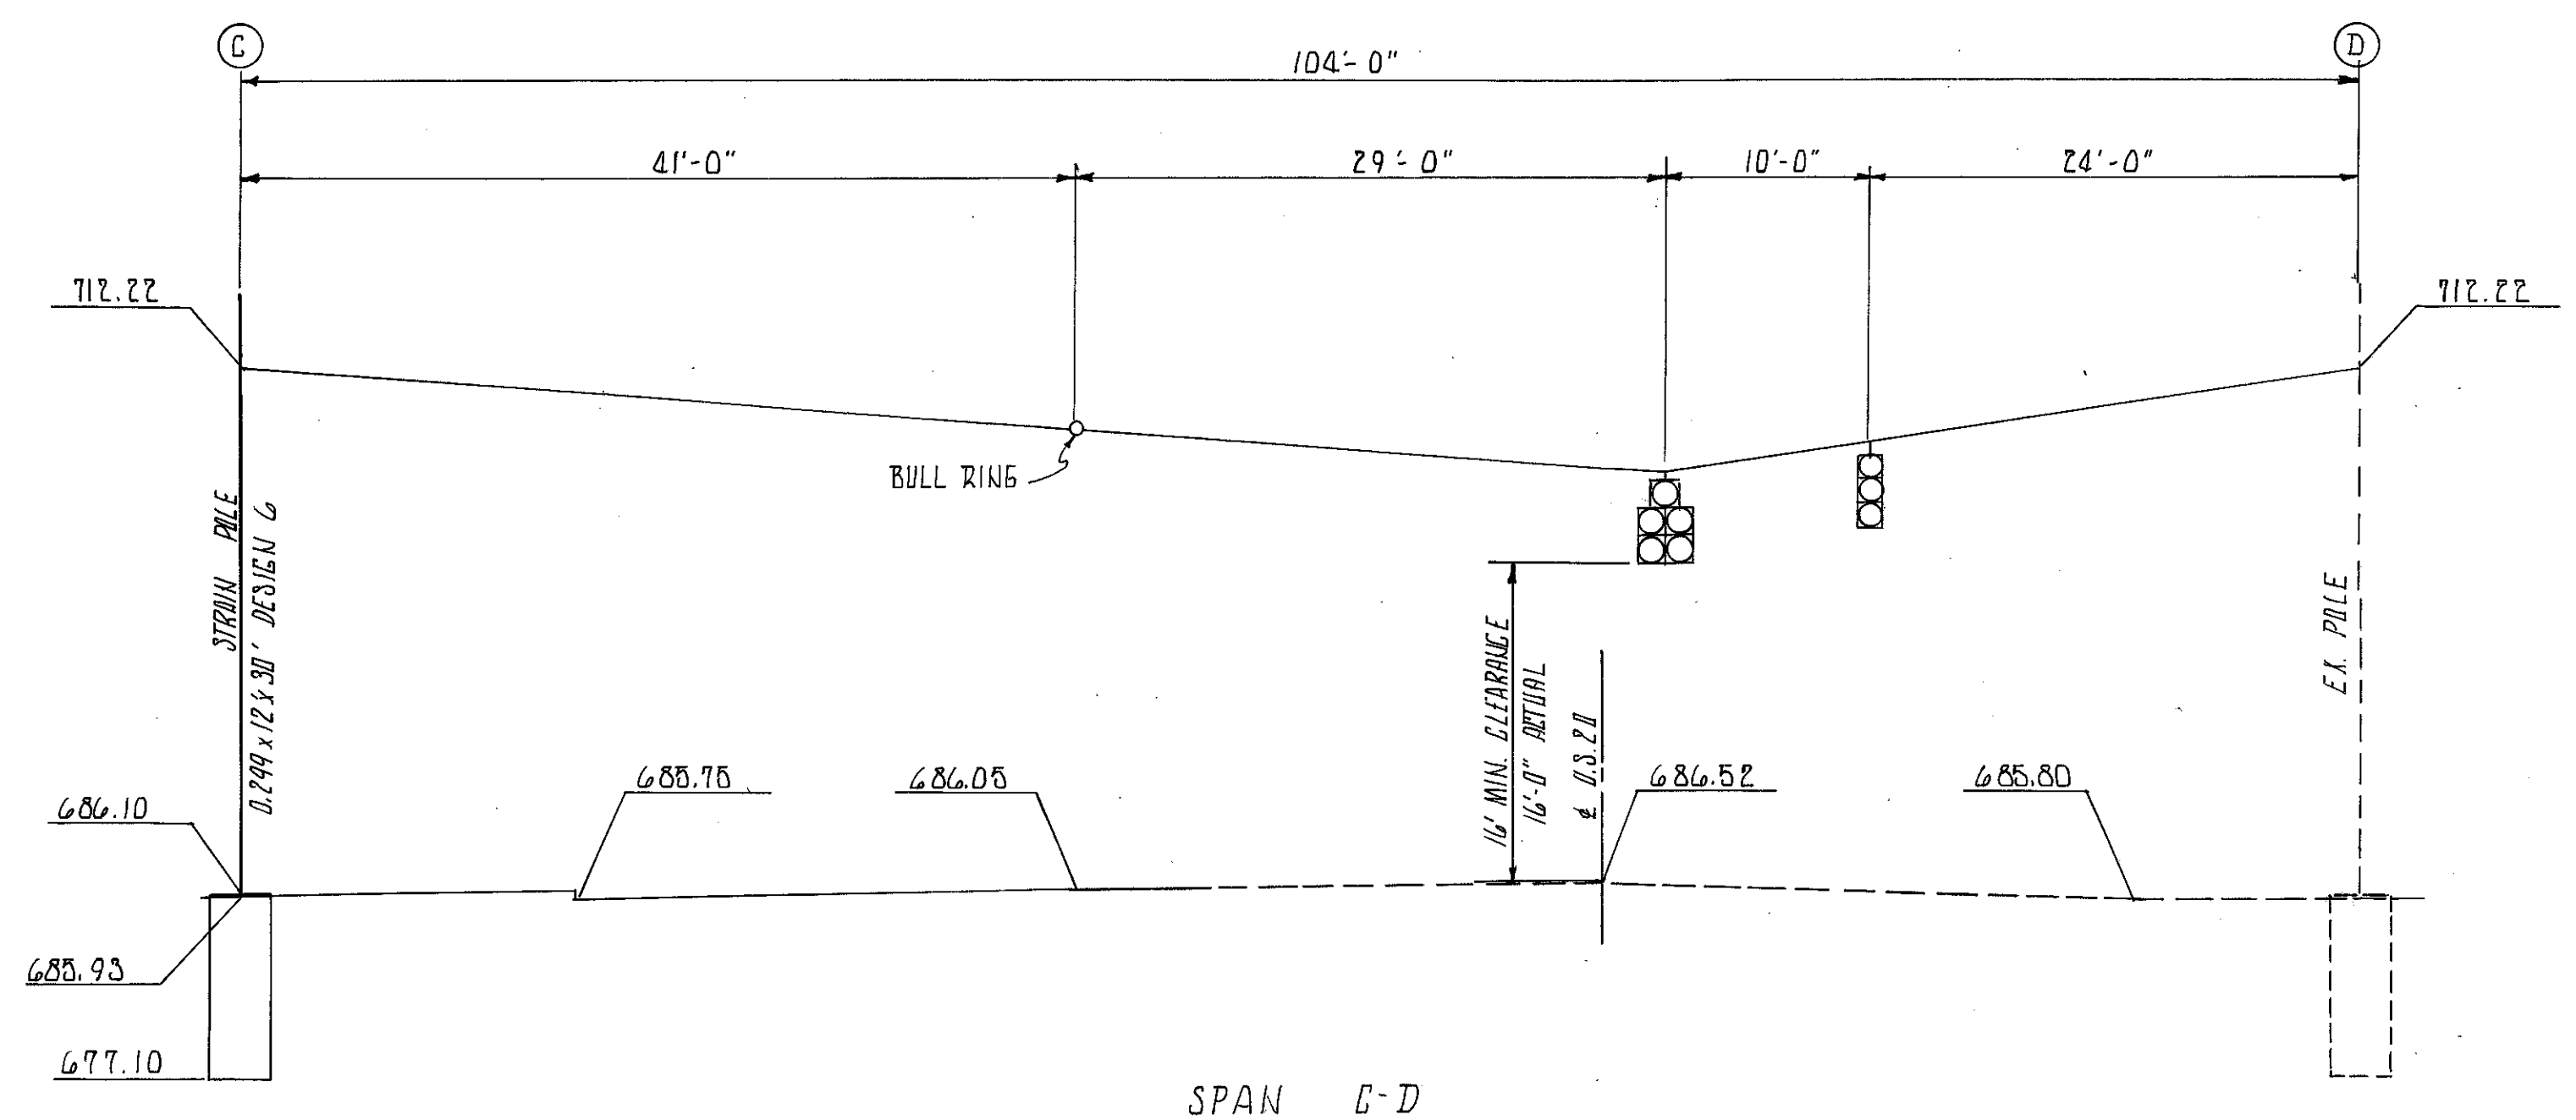 C
D
104'-0"
41'-0"
29'-0"
10'-0"
24'-0"
712.22
712.22
BULL RING
STRAIN POLE
0.299 x 12 x 30' DESIGN 6
16' MIN. CLEARANCE
16'-0" ACTUAL
℄ U.S. 20
EX. POLE
686.10
685.75
686.05
686.52
685.80
685.93
677.10
SPAN C-D